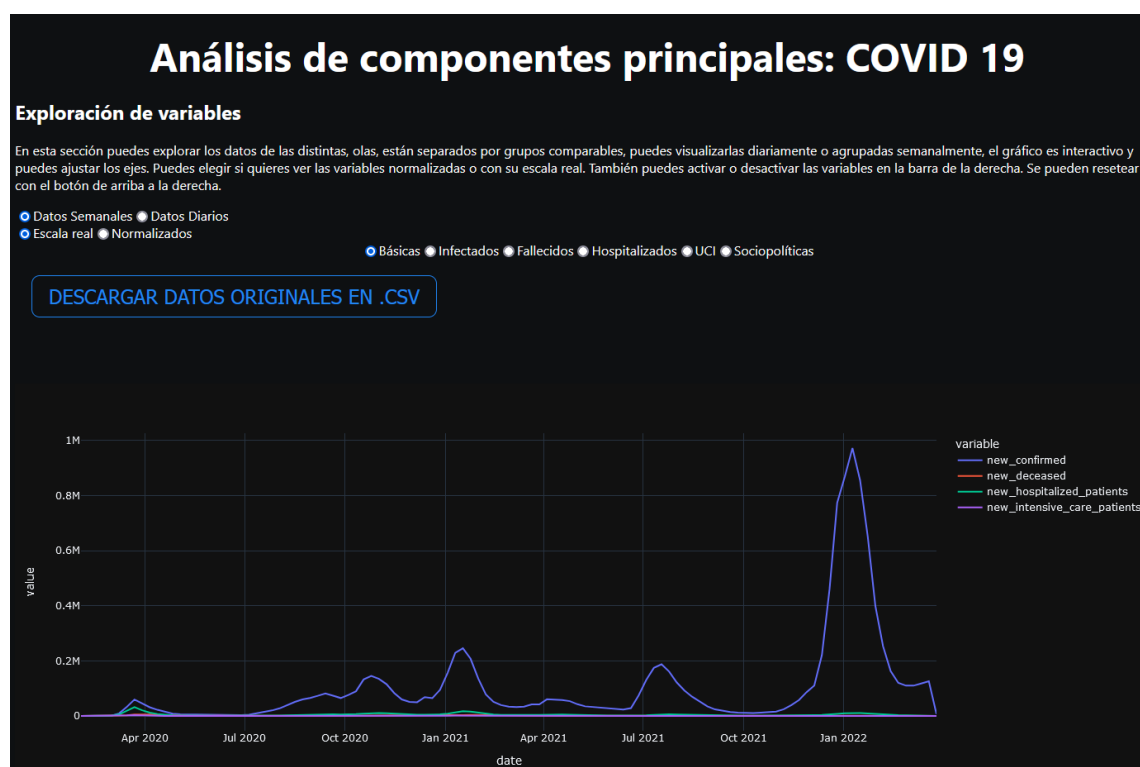 Análisis de componentes principales: COVID 19
Exploración de variables
En esta sección puedes explorar los datos de las distintas, olas, están separados por grupos comparables, puedes visualizarlas diariamente o agrupadas semanalmente, el gráfico es interactivo y
puedes ajustar los ejes. Puedes elegir si quieres ver las variables normalizadas o con su escala real. También puedes activar o desactivar las variables en la barra de la derecha. Se pueden resetear
con el botón de arriba a la derecha.
Datos Semanales Datos Diarios
Escala real Normalizados
Básicas Infectados Fallecidos Hospitalizados UCI Sociopolíticas
DESCARGAR DATOS ORIGINALES EN .CSV
variable
new_confirmed
new_deceased
new_hospitalized_patients
new_intensive_care_patients
1M
0.8M
0.6M
0.4M
0.2M
0
value
Apr 2020 Jul 2020 Oct 2020 Jan 2021 Apr 2021 Jul 2021 Oct 2021 Jan 2022
date